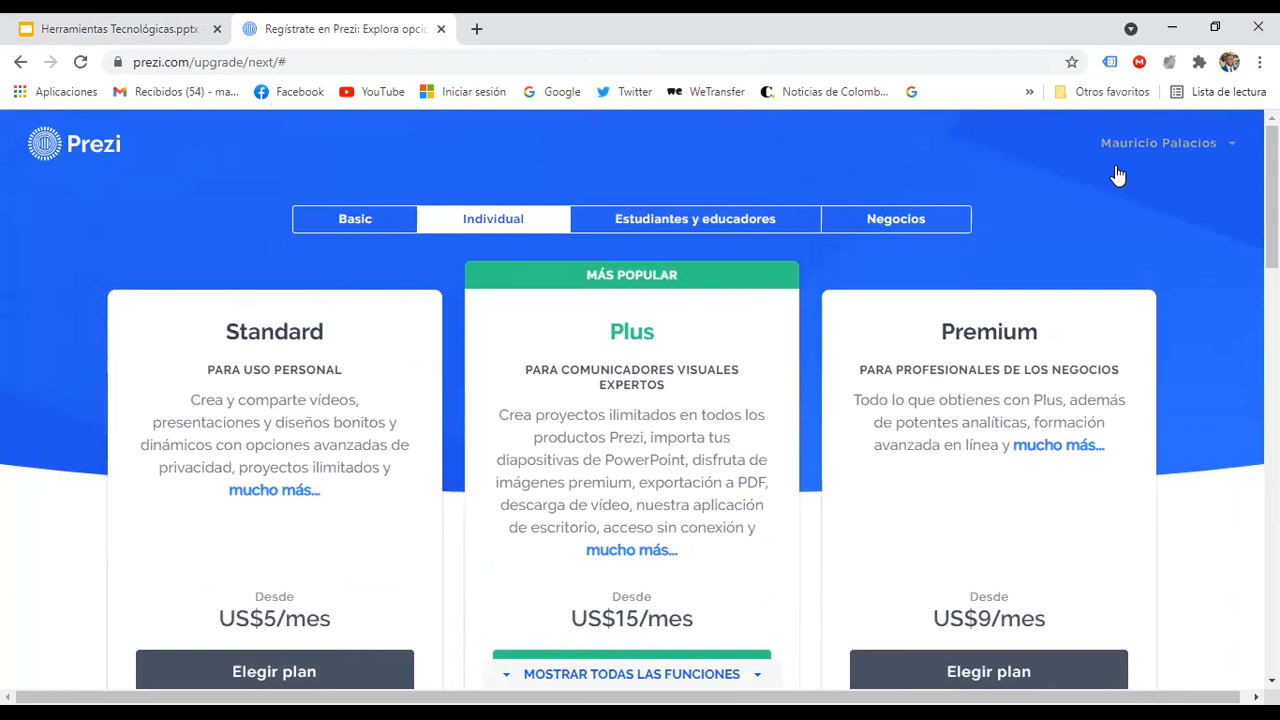 Herramientas Tecnológicas.pptx
Regístrate en Prezi: Explora opcio
prezi.com/upgrade/next/#
Aplicaciones
Recibidos (54) - ma...
Facebook
YouTube
Iniciar sesión
Google
Twitter
WeTransfer
Noticias de Colomb...
»
Otros favoritos
Lista de lectura
Prezi
Mauricio Palacios
Basic
Individual
Estudiantes y educadores
Negocios
MÁS POPULAR
Standard
PARA USO PERSONAL
Crea y comparte vídeos,
presentaciones y diseños bonitos y
dinámicos con opciones avanzadas de
privacidad, proyectos ilimitados y
mucho más...
Desde
US$5/mes
Elegir plan
Plus
PARA COMUNICADORES VISUALES
EXPERTOS
Crea proyectos ilimitados en todos los
productos Prezi, importa tus
diapositivas de PowerPoint, disfruta de
imágenes premium, exportación a PDF,
descarga de vídeo, nuestra aplicación
de escritorio, acceso sin conexión y
mucho más...
Desde
US$15/mes
MOSTRAR TODAS LAS FUNCIONES
Premium
PARA PROFESIONALES DE LOS NEGOCIOS
Todo lo que obtienes con Plus, además
de potentes analíticas, formación
avanzada en línea y mucho más...
Desde
US$9/mes
Elegir plan